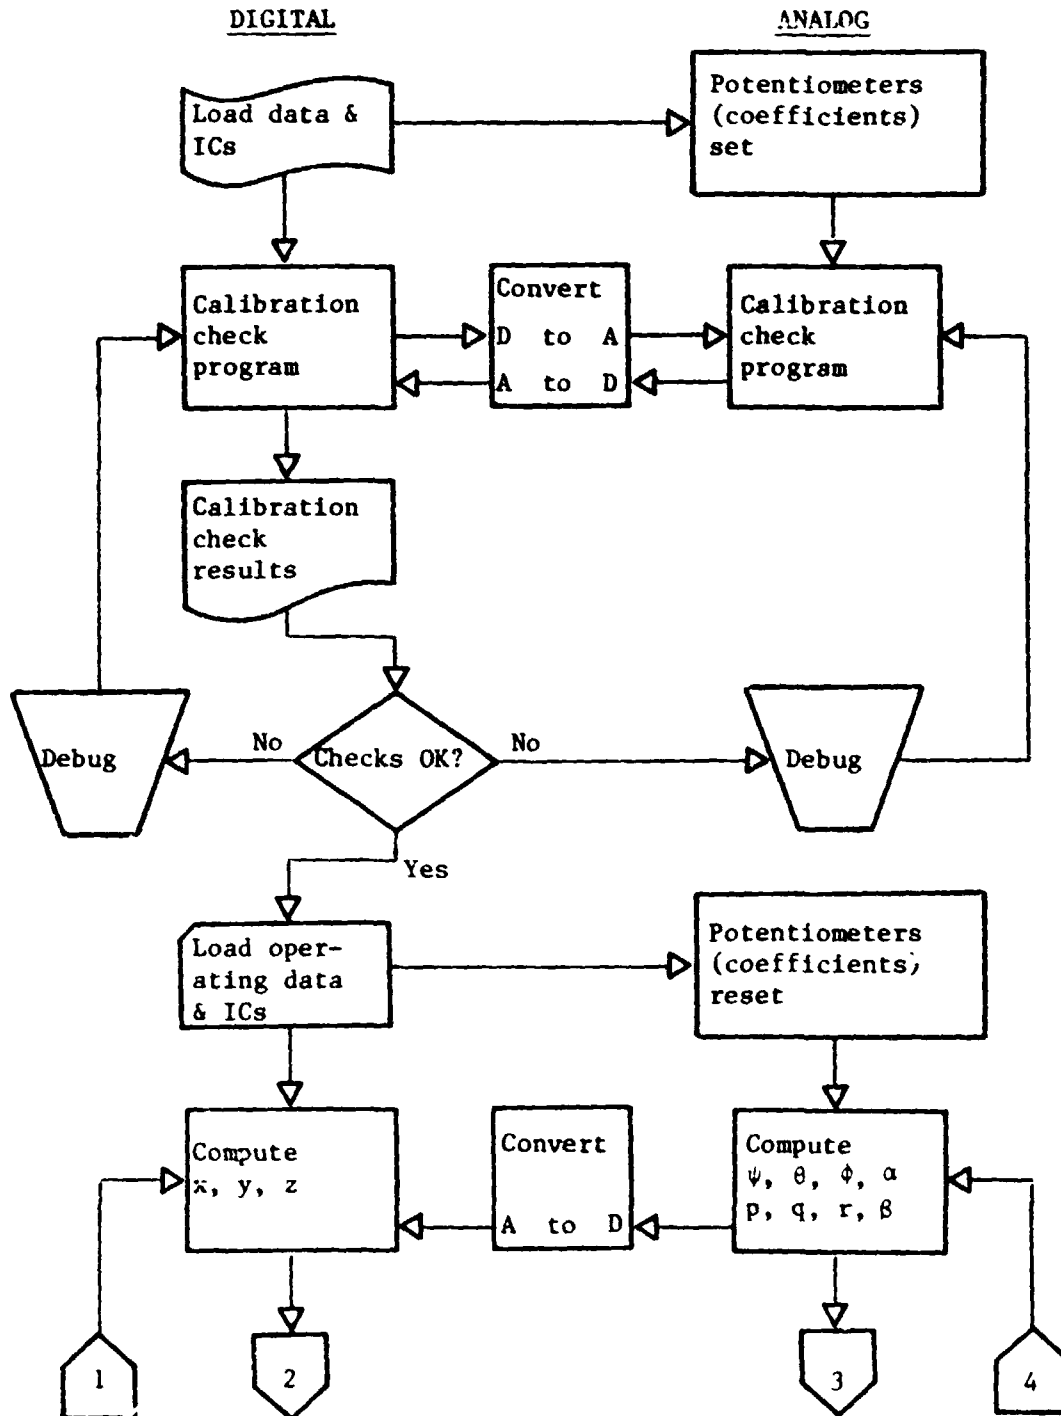 DIGITAL
ANALOG
Load data &
ICs
Potentiometers
(coefficients)
set
Calibration
check
program
Convert
D to A
A to D
Calibration
check
program
Calibration
check
results
Debug
No
Checks OK?
No
Debug
Yes
Load oper-
ating data
& ICs
Potentiometers
(coefficients)
reset
Compute
x, y, z
Convert
A to D
Compute
ψ, θ, ϕ, α
p, q, r, β
1
2
3
4